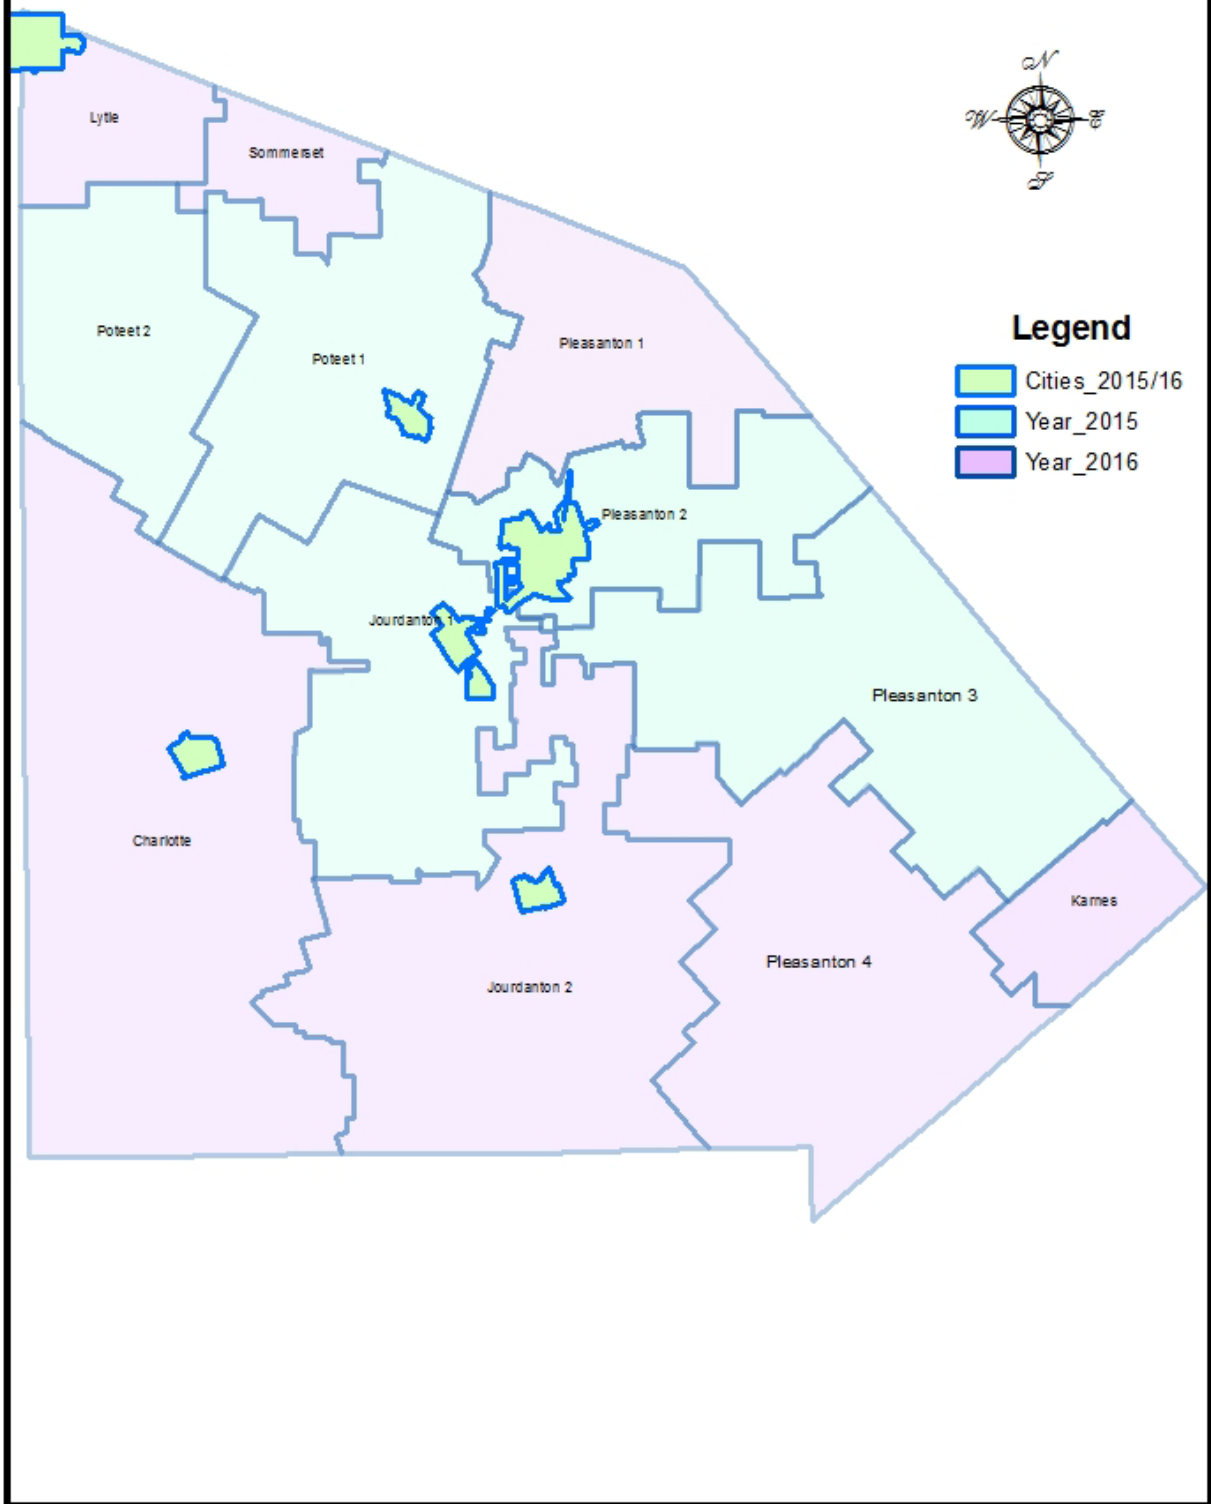 N
W
E
S
Lytle
Sommerset
Poteet 2
Poteet 1
Pleasanton 1
Legend
Cities_2015/16
Year_2015
Year_2016
Pleasanton 2
Jourdanton 1
Pleasanton 3
Charlotte
Karnes
Pleasanton 4
Jourdanton 2